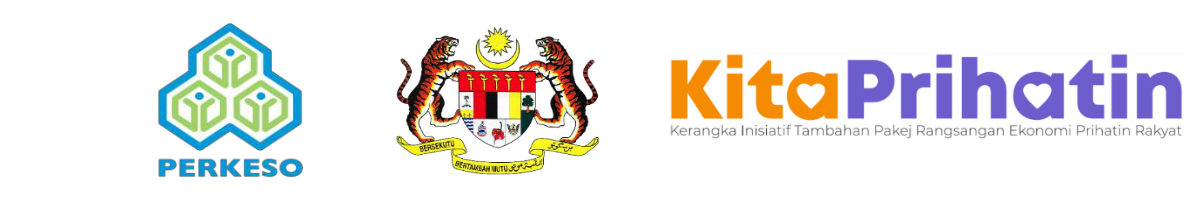 PERKESO
BERSEKUTU
BERTAMBAH MUTU
KitaPrihatin
Kerangka Inisiatif Tambahan Pakej Rangsangan Ekonomi Prihatin Rakyat